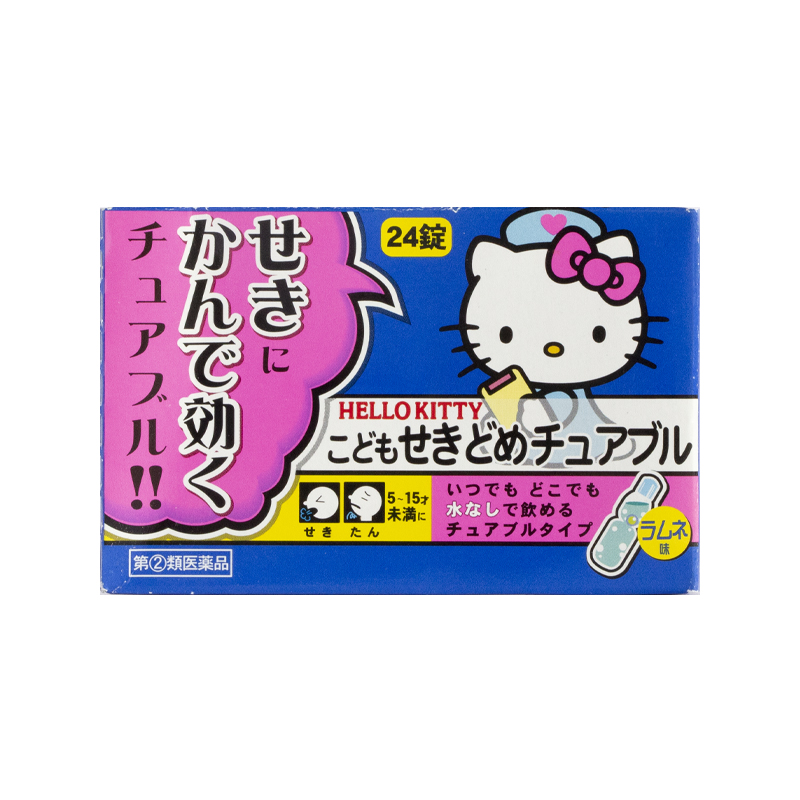 せきに
かんで効く
チュアブル!!
24錠
HELLO KITTY
こどもせきどめチュアブル
せき
たん
5~15才
未満に
いつでも どこでも
水なしで飲める
チュアブルタイプ
ラムネ
味
第②類医薬品